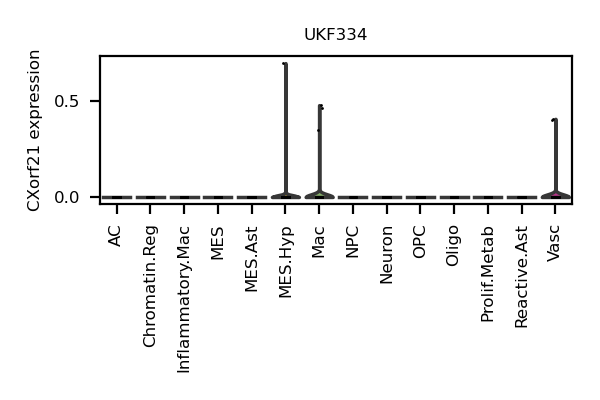 UKF334
CXorf21 expression
0.5
0.0
AC
Chromatin.Reg
Inflammatory.Mac
MES
MES.Ast
MES.Hyp
Mac
NPC
Neuron
OPC
Oligo
Prolif.Metab
Reactive.Ast
Vasc